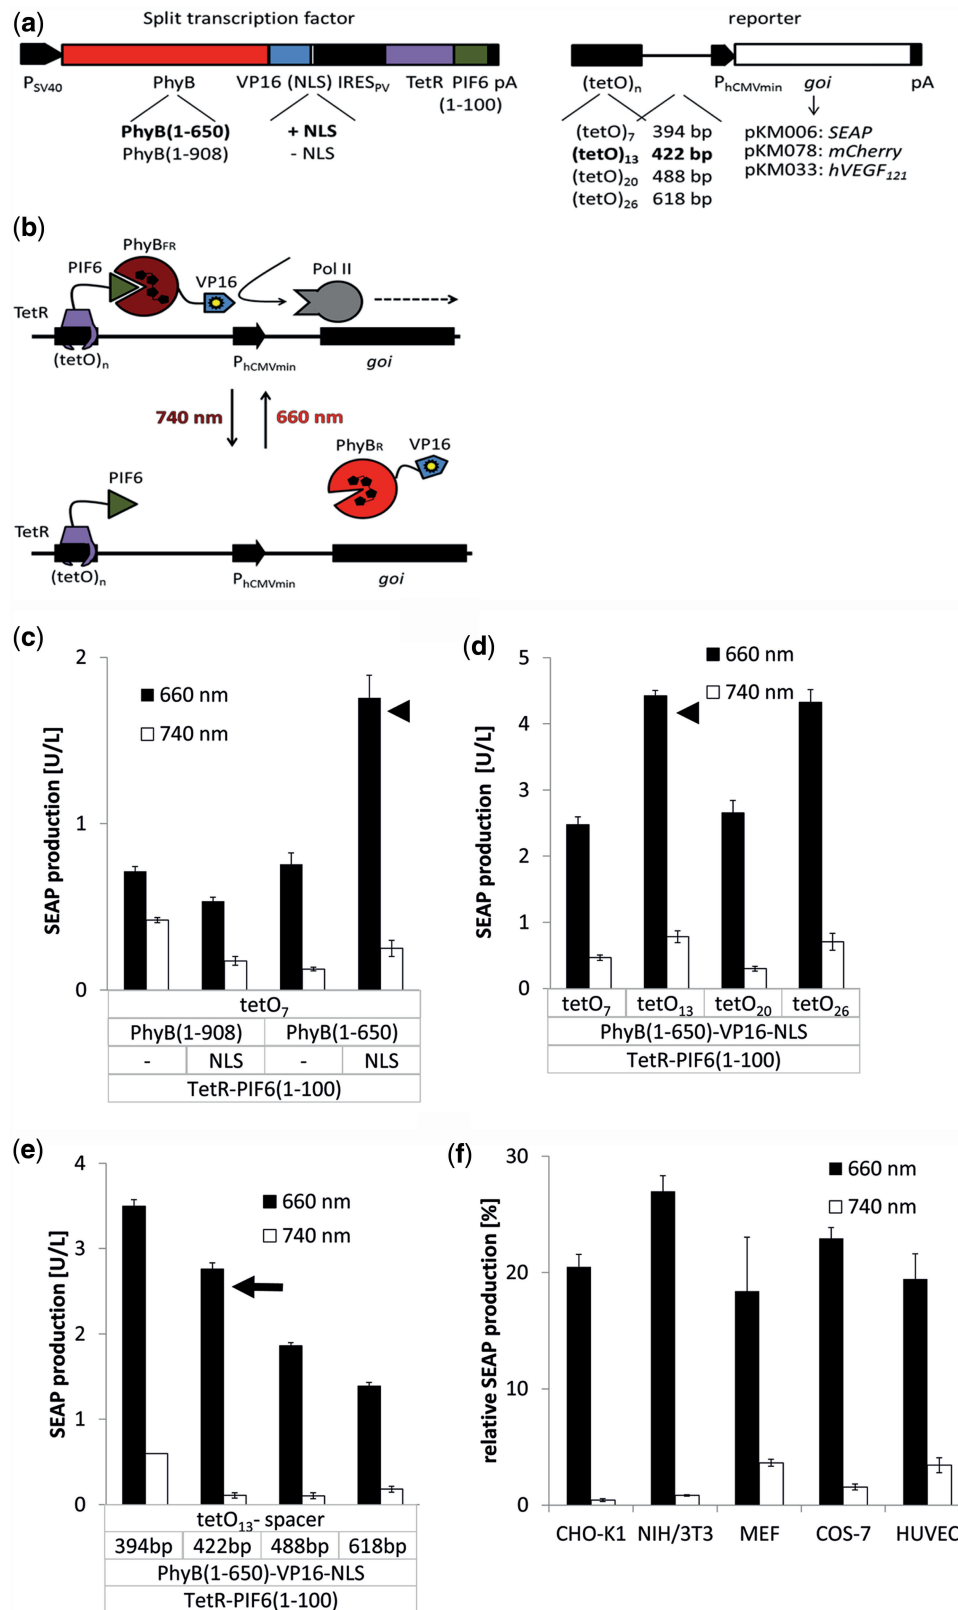 (a)
Split transcription factor
reporter
PSV40 PhyB VP16 (NLS) IRESPV TetR PIF6 pA
(1-100)
PhyB(1-650)
PhyB(1-908)
+ NLS
- NLS
(tetO)n PhCMVmin goi pA
(tetO)7 394 bp pKM006: SEAP
(tetO)13 422 bp pKM078: mCherry
(tetO)20 488 bp pKM033: hVEGF121
(tetO)26 618 bp
(b)
PhyBFR
PIF6 VP16 Pol II
TetR
(tetO)n PhCMVmin goi
740 nm 660 nm
PhyBR VP16
PIF6
TetR
(tetO)n PhCMVmin goi
(c)
SEAP production [U/L]
2
1
0
660 nm
740 nm
tetO7
PhyB(1-908) PhyB(1-650)
- NLS - NLS
TetR-PIF6(1-100)
(d)
SEAP production [U/L]
5
4
3
2
1
0
660 nm
740 nm
tetO7 tetO13 tetO20 tetO26
PhyB(1-650)-VP16-NLS
TetR-PIF6(1-100)
(e)
SEAP production [U/L]
4
3
2
1
0
660 nm
740 nm
tetO13- spacer
394bp 422bp 488bp 618bp
PhyB(1-650)-VP16-NLS
TetR-PIF6(1-100)
(f)
relative SEAP production [%]
30
20
10
0
660 nm
740 nm
CHO-K1 NIH/3T3 MEF COS-7 HUVEC